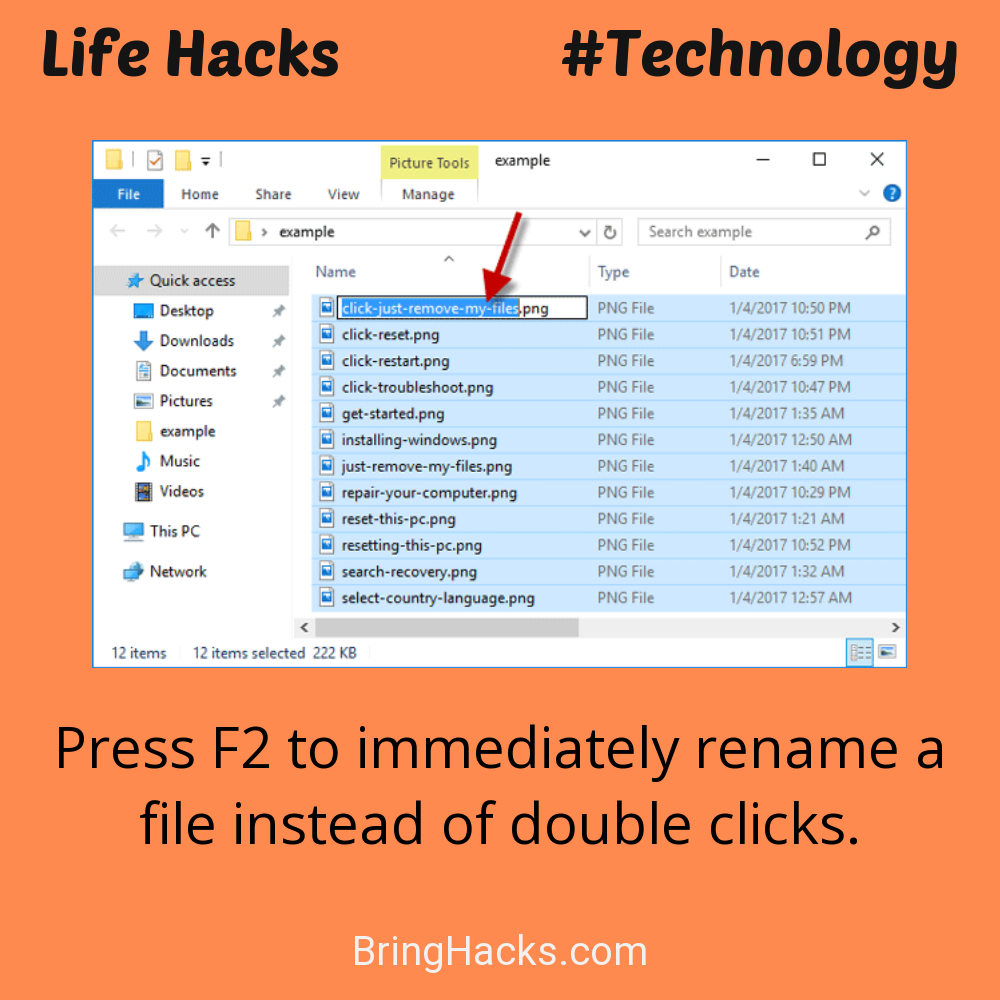 Life Hacks #Technology
Picture Tools example
File Home Share View Manage
example Search example
Name Type Date
Quick access
Desktop
Downloads
Documents
Pictures
example
Music
Videos
This PC
Network
click-just-remove-my-files.png PNG File 1/4/2017 10:50 PM
click-reset.png PNG File 1/4/2017 10:51 PM
click-restart.png PNG File 1/4/2017 6:59 PM
click-troubleshoot.png PNG File 1/4/2017 10:47 PM
get-started.png PNG File 1/4/2017 1:35 AM
installing-windows.png PNG File 1/4/2017 12:50 AM
just-remove-my-files.png PNG File 1/4/2017 1:40 AM
repair-your-computer.png PNG File 1/4/2017 10:29 PM
reset-this-pc.png PNG File 1/4/2017 1:21 AM
resetting-this-pc.png PNG File 1/4/2017 10:52 PM
search-recovery.png PNG File 1/4/2017 1:32 AM
select-country-language.png PNG File 1/4/2017 12:57 AM
12 items 12 items selected 222 KB
Press F2 to immediately rename a
file instead of double clicks.
BringHacks.com